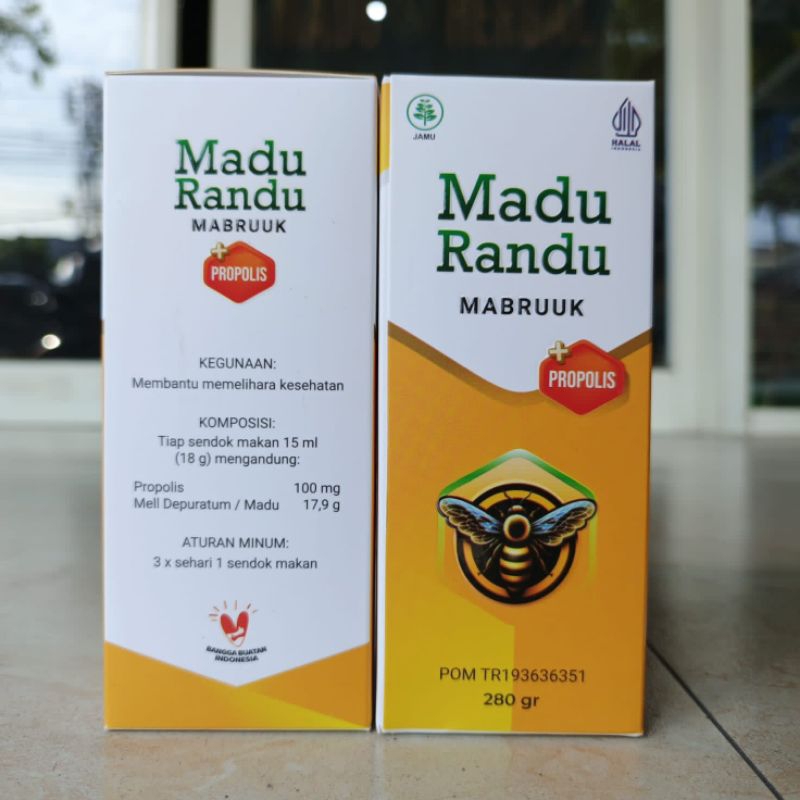 Madu
Randu
MABRUUK
+
PROPOLIS
KEGUNAAN:
Membantu memelihara kesehatan
KOMPOSISI:
Tiap sendok makan 15 ml
(18 g) mengandung:
Propolis 100 mg
Mell Depuratum / Madu 17,9 g
ATURAN MINUM:
3 x sehari 1 sendok makan
BANGGA BUATAN
INDONESIA
JAMU
HALAL
INDONESIA
Madu
Randu
MABRUUK
+
PROPOLIS
POM TR193636351
280 gr